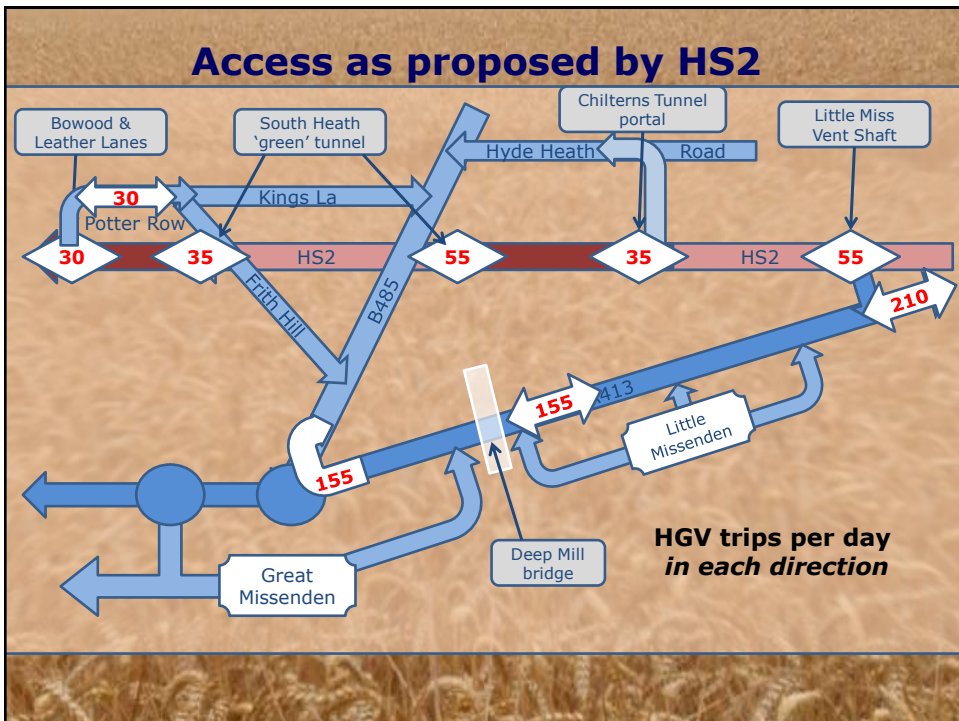 Access as proposed by HS2
Bowood &
Leather Lanes
South Heath
‘green’ tunnel
Chilterns Tunnel
portal
Little Miss
Vent Shaft
Hyde Heath
Road
30
Kings La
Potter Row
30
35
HS2
55
35
HS2
55
210
Frith Hill
B485
155
413
Little
Missenden
155
Deep Mill
bridge
HGV trips per day
in each direction
Great
Missenden